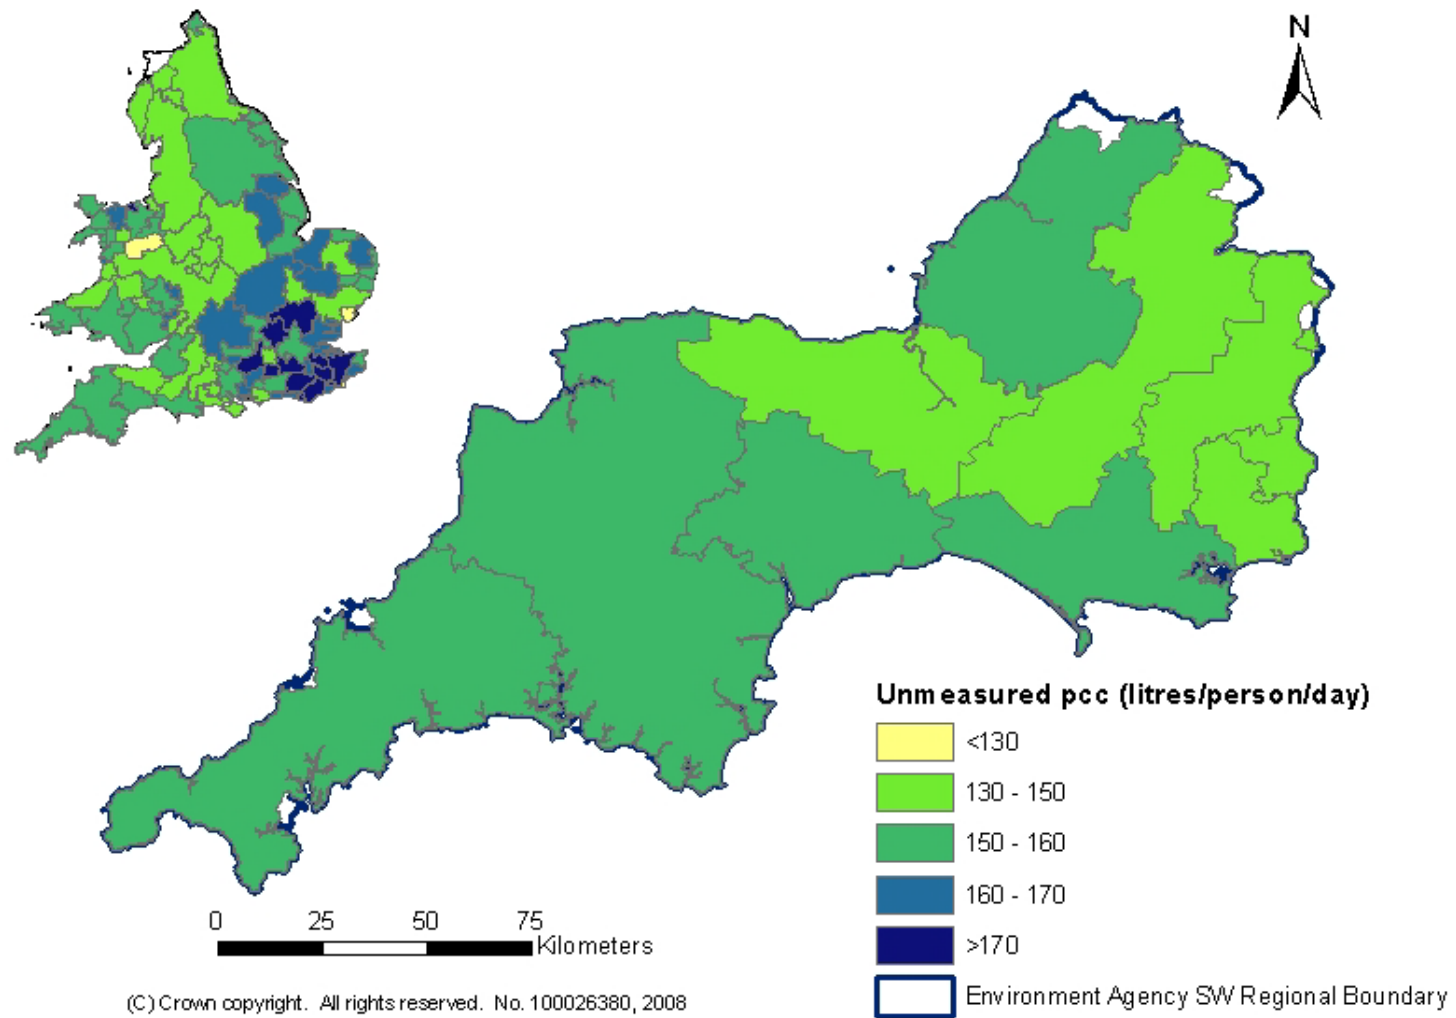 N
Unmeasured pcc (litres/person/day)
<130
130 - 150
150 - 160
160 - 170
>170
Environment Agency SW Regional Boundary
0 25 50 75
Kilometers
(C) Crown copyright. All rights reserved. No. 100026380, 2008